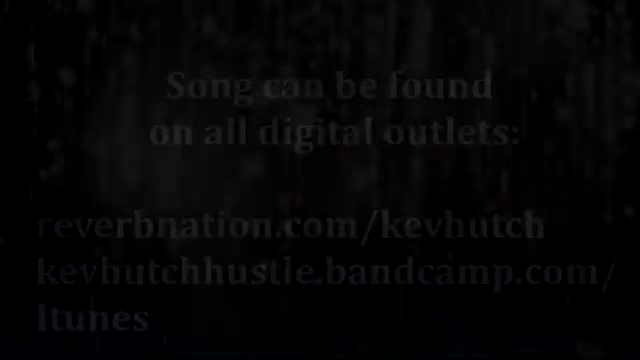 Song can be found
on all digital outlets:
reverbnation.com/kevhutch
kevhutchhustle.bandcamp.com/
Itunes